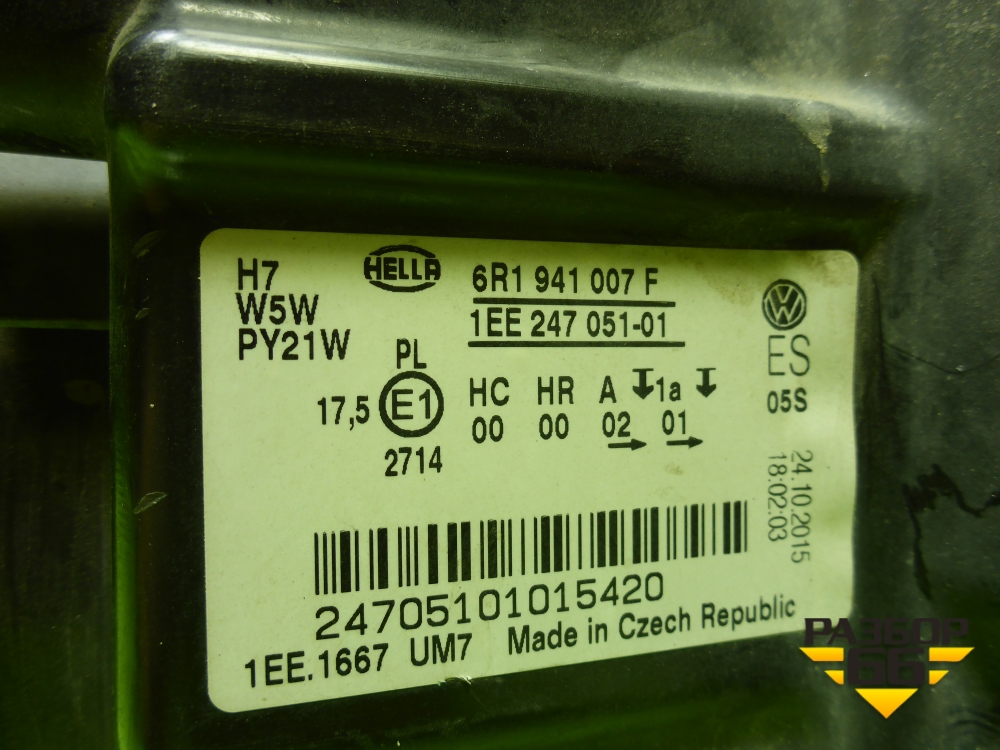 H7
W5W
PY21W
HELLA
6R1 941 007 F
1EE 247 051-01
PL
17,5 E1
2714
HC HR A 1a
00 00 02 01
VW
ES
05S
24.10.2015
18:02:03
24705101015420
1EE.1667 UM7 Made in Czech Republic
РАЗБОР
66